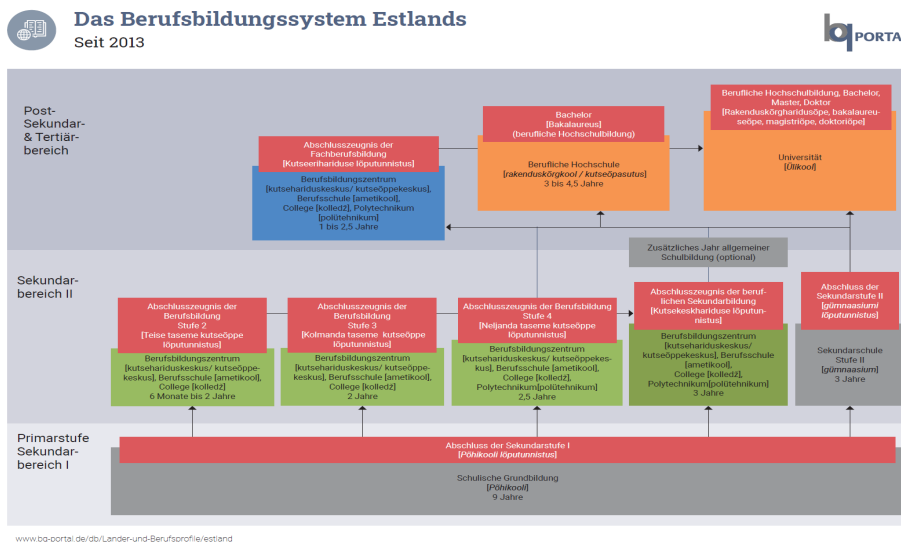 Das Berufsbildungssystem Estlands
Seit 2013
bq PORTAL
Post-
Sekundar-
& Tertiär-
bereich
Abschlusszeugnis der
Fachberufsbildung
[Kutseerihariduse lõputunnistus]
Berufsbildungszentrum
[kutsehariduskeskus/ kutseõppekeskus],
Berufsschule [ametikool],
College [kolledž], Polytechnikum
[polütehnikum]
1 bis 2,5 Jahre
Bachelor
[Bakalaureus]
(berufliche Hochschulbildung)
Berufliche Hochschule
[rakenduskõrgkool / kutseõpasutus]
3 bis 4,5 Jahre
Berufliche Hochschulbildung, Bachelor,
Master, Doktor
[Rakenduskõrgharidusõpe, bakalaureu-
seõpe, magistriõpe, doktoriõpe]
Universität
[Ülikool]
Zusätzliches Jahr allgemeiner
Schulbildung (optional)
Sekundar-
bereich II
Abschlusszeugnis der
Berufsbildung
Stufe 2
[Teise taseme kutseõppe
lõputunnistus]
Berufsbildungszentrum
[kutsehariduskeskus/ kutseõppe-
keskus], Berufsschule [ametikool],
College [kolledž]
6 Monate bis 2 Jahre
Abschlusszeugnis der
Berufsbildung
Stufe 3
[Kolmanda taseme kutseõppe
lõputunnistus]
Berufsbildungszentrum
[kutsehariduskeskus/ kutseõppe-
keskus], Berufsschule [ametikool],
College [kolledž]
2 Jahre
Abschlusszeugnis der Berufsbildung
Stufe 4
[Neljanda taseme kutseõppe
lõputunnistus]
Berufsbildungszentrum
[kutsehariduskeskus/ kutseõppekes-
kus], Berufsschule [ametikool],
College [kolledž],
Polytechnikum[polütehnikum]
2,5 Jahre
Abschlusszeugnis der beruf-
lichen Sekundarbildung
[Kutsekeskhariduse lõputun-
nistus]
Berufsbildungszentrum
[kutsehariduskeskus/
kutseõppekeskus], Berufsschule
[ametikool],
College [kolledž],
Polytechnikum[polütehnikum]
3 Jahre
Abschluss der
Sekundarstufe II
[gümnaasiumi
lõputunnistus]
Sekundarschule
Stufe II
[gümnaasium]
3 Jahre
Primarstufe
Sekundar-
bereich I
Abschluss der Sekundarstufe I
[Põhikooli lõputunnistus]
Schulische Grundbildung
[Põhikooli]
9 Jahre
www.bq-portal.de/db/Lander-und-Berufsprofile/estland